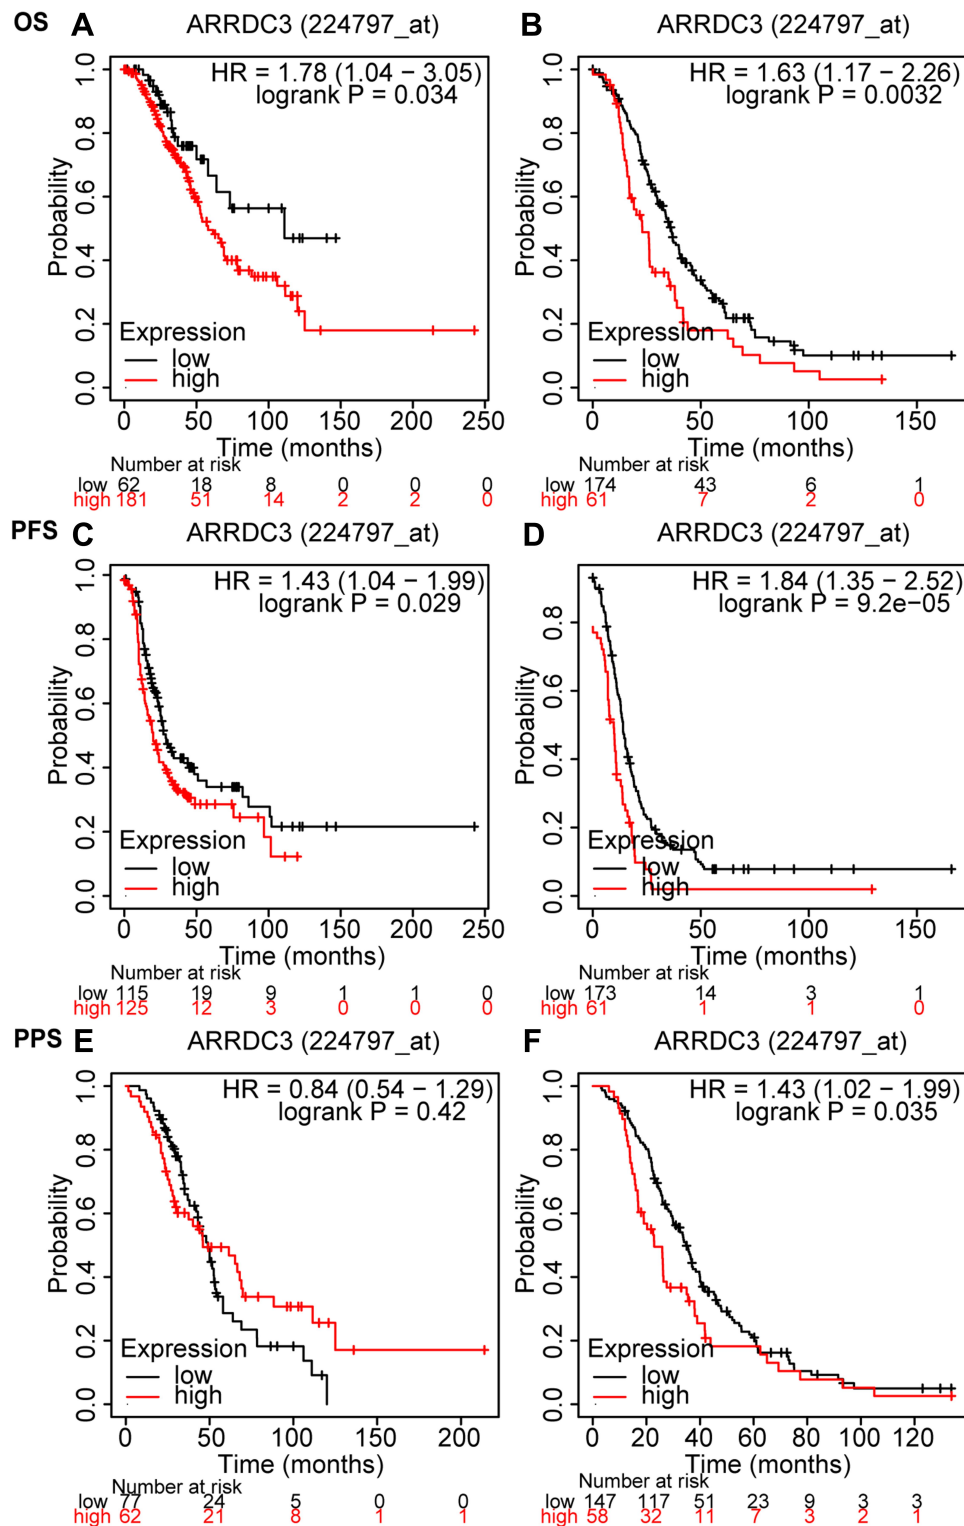 OS A ARRDC3 (224797_at)
HR = 1.78 (1.04 − 3.05)
logrank P = 0.034
Probability
1.0
0.8
0.6
0.4
0.2
0.0
Expression
low
high
0 50 100 150 200 250
Time (months)
Number at risk
low 62 18 8 0 0 0
high 181 51 14 2 2 0
B ARRDC3 (224797_at)
HR = 1.63 (1.17 − 2.26)
logrank P = 0.0032
Probability
1.0
0.8
0.6
0.4
0.2
0.0
Expression
low
high
0 50 100 150
Time (months)
Number at risk
low 174 43 6 1
high 61 7 2 0
PFS C ARRDC3 (224797_at)
HR = 1.43 (1.04 − 1.99)
logrank P = 0.029
Probability
1.0
0.8
0.6
0.4
0.2
0.0
Expression
low
high
0 50 100 150 200 250
Time (months)
Number at risk
low 115 19 9 1 1 0
high 125 12 3 0 0 0
D ARRDC3 (224797_at)
HR = 1.84 (1.35 − 2.52)
logrank P = 9.2e−05
Probability
0.8
0.6
0.4
0.2
0.0
Expression
low
high
0 50 100 150
Time (months)
Number at risk
low 173 14 3 1
high 61 1 1 0
PPS E ARRDC3 (224797_at)
HR = 0.84 (0.54 − 1.29)
logrank P = 0.42
Probability
1.0
0.8
0.6
0.4
0.2
0.0
Expression
low
high
0 50 100 150 200
Time (months)
Number at risk
low 77 24 5 0 0
high 62 21 8 1 1
F ARRDC3 (224797_at)
HR = 1.43 (1.02 − 1.99)
logrank P = 0.035
Probability
1.0
0.8
0.6
0.4
0.2
0.0
Expression
low
high
0 20 40 60 80 100 120
Time (months)
Number at risk
low 147 117 51 23 9 3 3
high 58 32 11 7 3 2 1